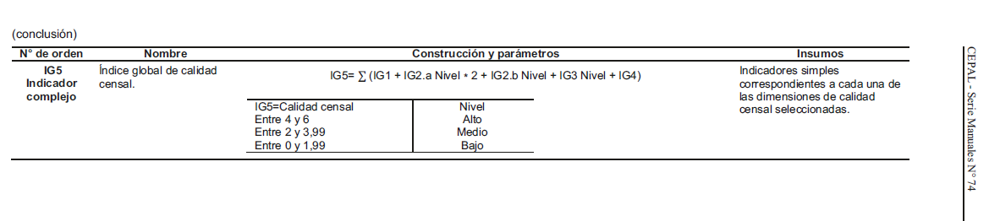 (conclusión)
N° de orden Nombre Construcción y parámetros Insumos
IG5 Indicador complejo
Índice global de calidad censal.
IG5= ∑ (IG1 + IG2.a Nivel * 2 + IG2.b Nivel + IG3 Nivel + IG4)
IG5=Calidad censal Nivel
Entre 4 y 6 Alto
Entre 2 y 3,99 Medio
Entre 0 y 1,99 Bajo
Indicadores simples
correspondientes a cada una de
las dimensiones de calidad
censal seleccionadas.
CEPAL - Serie Manuales N° 74